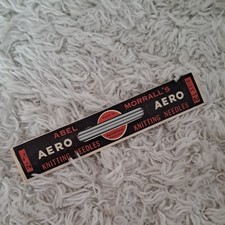 ABEL MORRALL'S
AERO AERO
KNITTING NEEDLES KNITTING NEEDLES